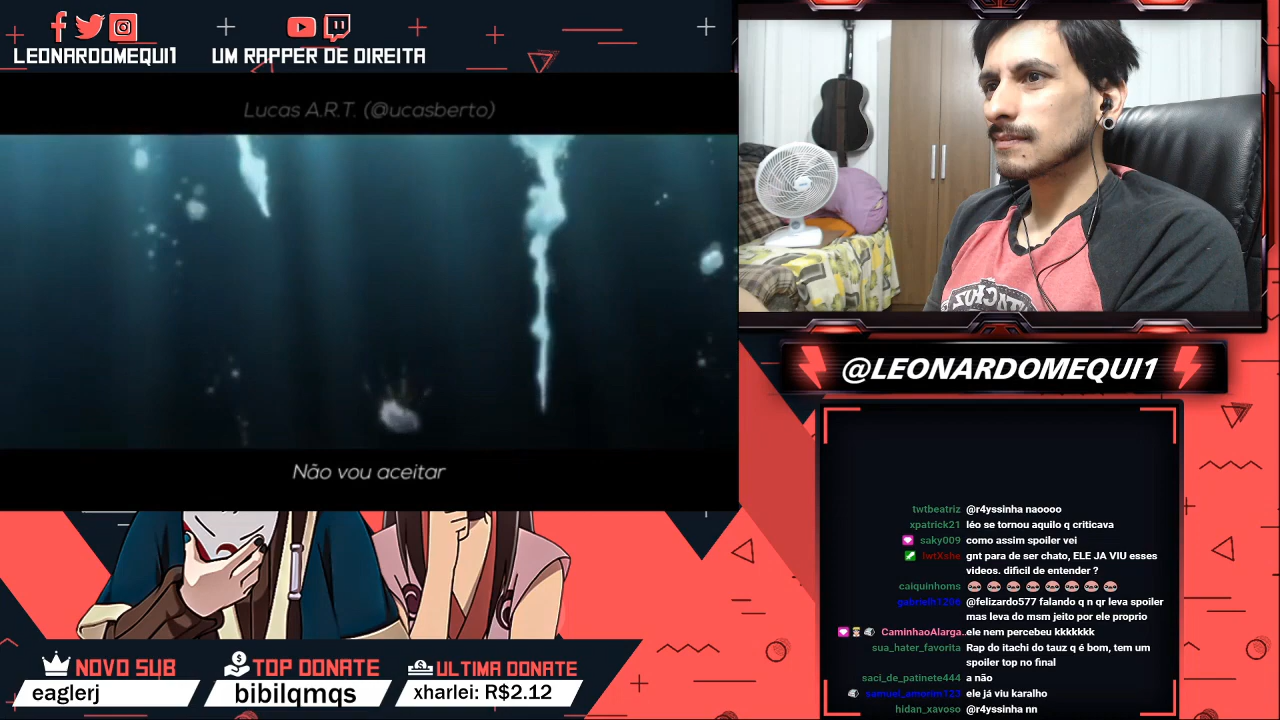 LEONARDOMEQUI1
UM RAPPER DE DIREITA
Lucas A.R.T. (@ucasberto)
Não vou aceitar
@LEONARDOMEQUI1
twtbeatriz @r4yssinha naoooo
xpatrick21 léo se tornou aquilo q criticava
saky009 como assim spoiler vei
lwtXshe gnt para de ser chato, ELE JA VIU esses
videos. dificil de entender ?
caiquinhoms
gabrielh1206 @felizardo577 falando q n qr leva spoiler
mas leva do msm jeito por ele proprio
CaminhaoAlarga.. ele nem percebeu kkkkkkk
sua_hater_favorita Rap do itachi do tauz q é bom, tem um
spoiler top no final
saci_de_patinete444 a não
samuel_amorim123 ele já viu karalho
hidan_xavoso @r4yssinha nn
NOVO SUB
eaglerj
TOP DONATE
bibilqmqs
ULTIMA DONATE
xharlei: R$2.12